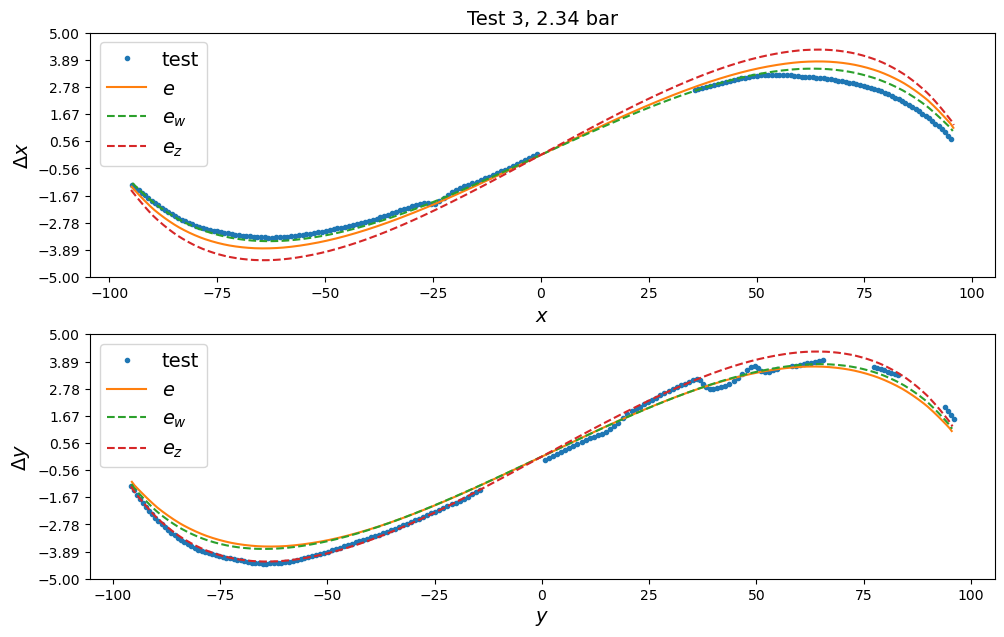 Test 3, 2.34 bar
5.00
3.89
2.78
1.67
0.56
−0.56
−1.67
−2.78
−3.89
−5.00
Δx
test
e
e_w
e_z
−100 −75 −50 −25 0 25 50 75 100
x
5.00
3.89
2.78
1.67
0.56
−0.56
−1.67
−2.78
−3.89
−5.00
Δy
test
e
e_w
e_z
−100 −75 −50 −25 0 25 50 75 100
y